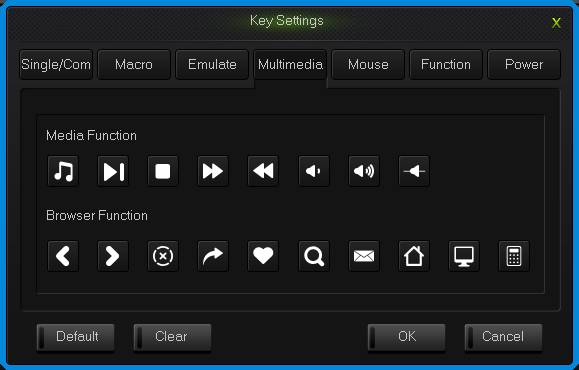 Key Settings
X
Single/Com Macro Emulate Multimedia Mouse Function Power
Media Function
Browser Function
Default Clear OK Cancel